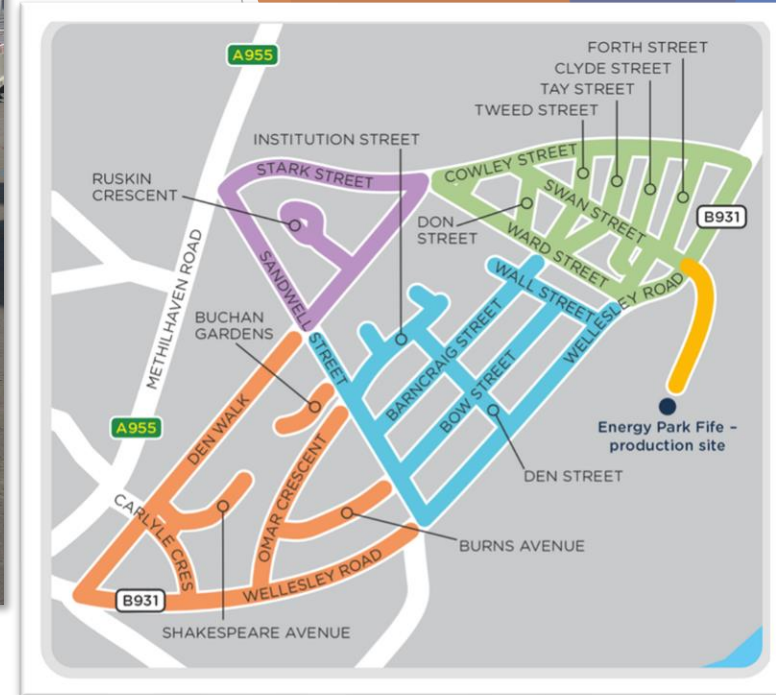 FORTH STREET
A955
CLYDE STREET
TAY STREET
TWEED STREET
INSTITUTION STREET
COWLEY STREET
STARK STREET
RUSKIN
CRESCENT
SWAN STREET
DON
STREET
B931
WARD STREET
METHILHAVEN ROAD
SANDWELL STREET
WALL STREET
WELLESLEY ROAD
BUCHAN
GARDENS
BARNCRAIG STREET
BOW STREET
DEN WALK
A955
Energy Park Fife –
production site
OMAR CRESCENT
DEN STREET
CARLYLE CRES
BURNS AVENUE
WELLESLEY ROAD
B931
SHAKESPEARE AVENUE